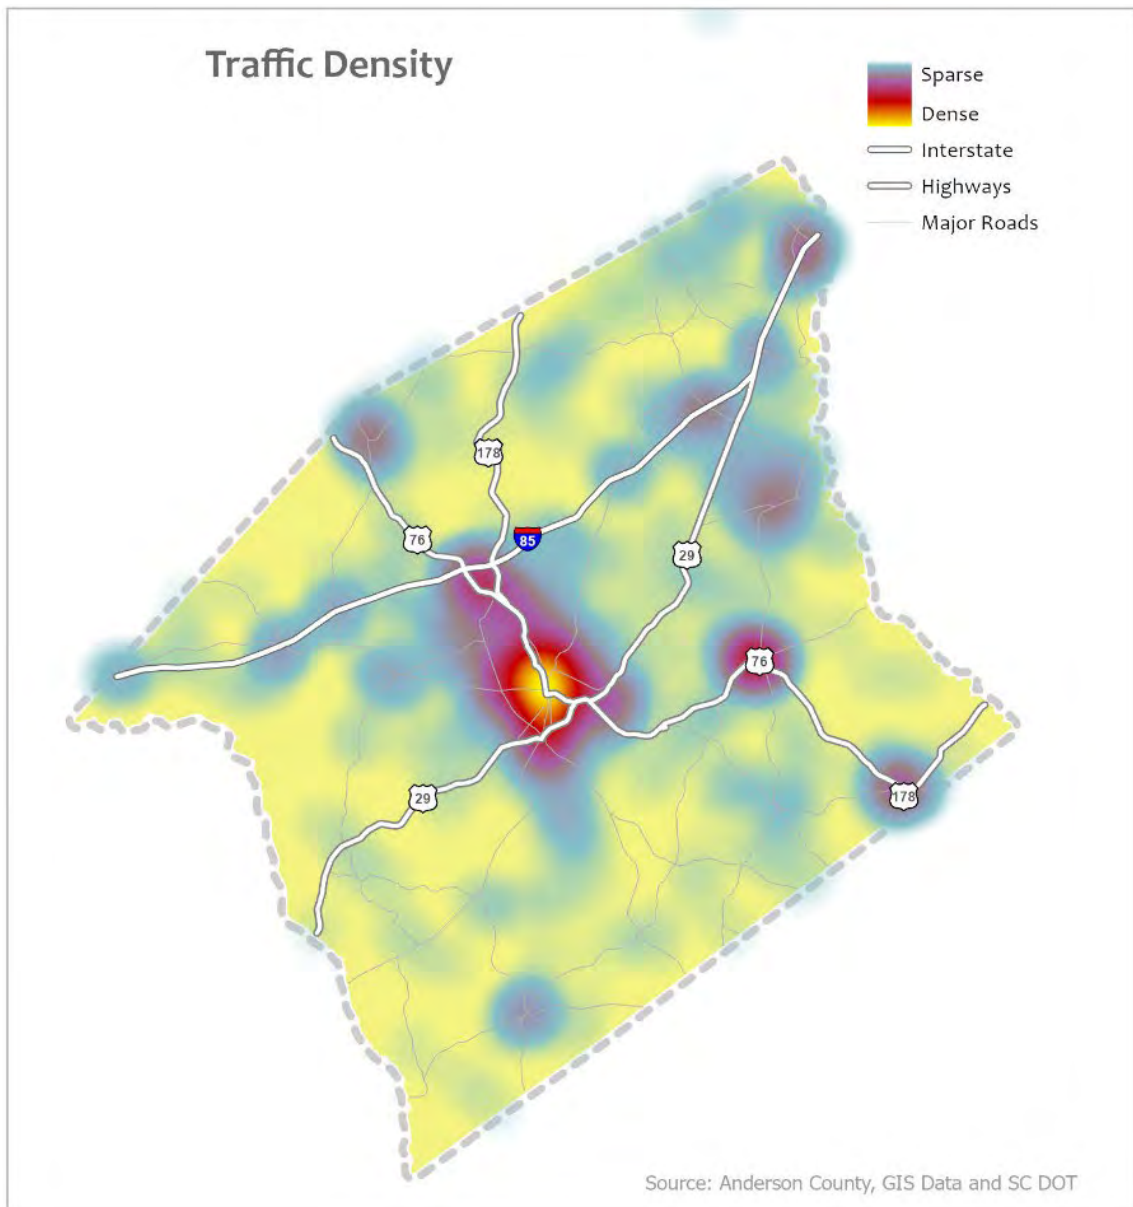 Traffic Density
Sparse
Dense
Interstate
Highways
Major Roads
178
76
85
29
76
29
178
Source: Anderson County, GIS Data and SC DOT